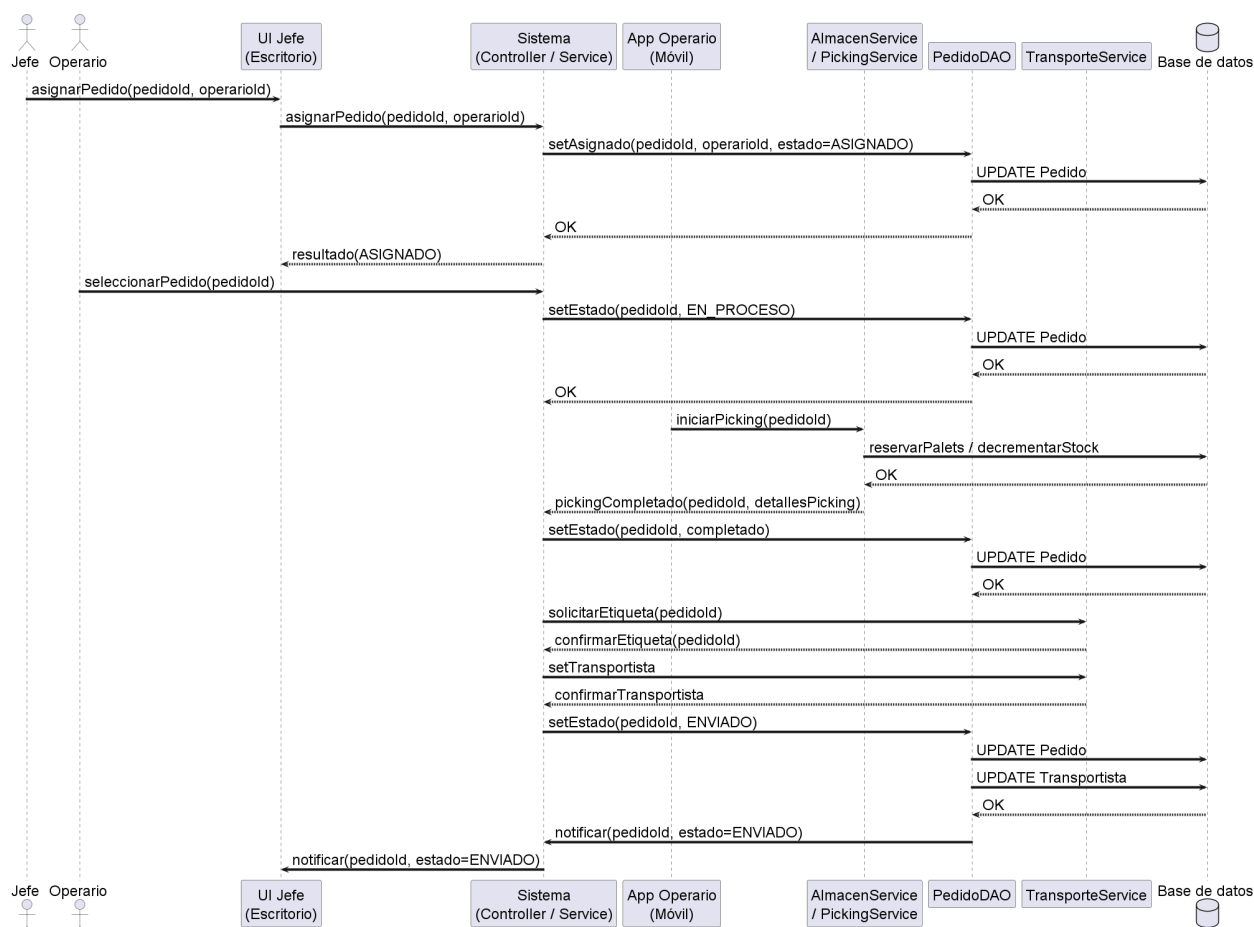 Jefe
Operario
UI Jefe
(Escritorio)
Sistema
(Controller / Service)
App Operario
(Móvil)
AlmacenService
/ PickingService
PedidoDAO
TransporteService
Base de datos
asignarPedido(pedidoId, operarioId)
asignarPedido(pedidoId, operarioId)
setAsignado(pedidoId, operarioId, estado=ASIGNADO)
UPDATE Pedido
OK
OK
resultado(ASIGNADO)
seleccionarPedido(pedidoId)
setEstado(pedidoId, EN_PROCESO)
UPDATE Pedido
OK
OK
iniciarPicking(pedidoId)
reservarPalets / decrementarStock
OK
pickingCompletado(pedidoId, detallesPicking)
setEstado(pedidoId, completado)
UPDATE Pedido
OK
solicitarEtiqueta(pedidoId)
confirmarEtiqueta(pedidoId)
setTransportista
confirmarTransportista
setEstado(pedidoId, ENVIADO)
UPDATE Pedido
UPDATE Transportista
OK
notificar(pedidoId, estado=ENVIADO)
notificar(pedidoId, estado=ENVIADO)
Jefe
Operario
UI Jefe
(Escritorio)
Sistema
(Controller / Service)
App Operario
(Móvil)
AlmacenService
/ PickingService
PedidoDAO
TransporteService
Base de datos